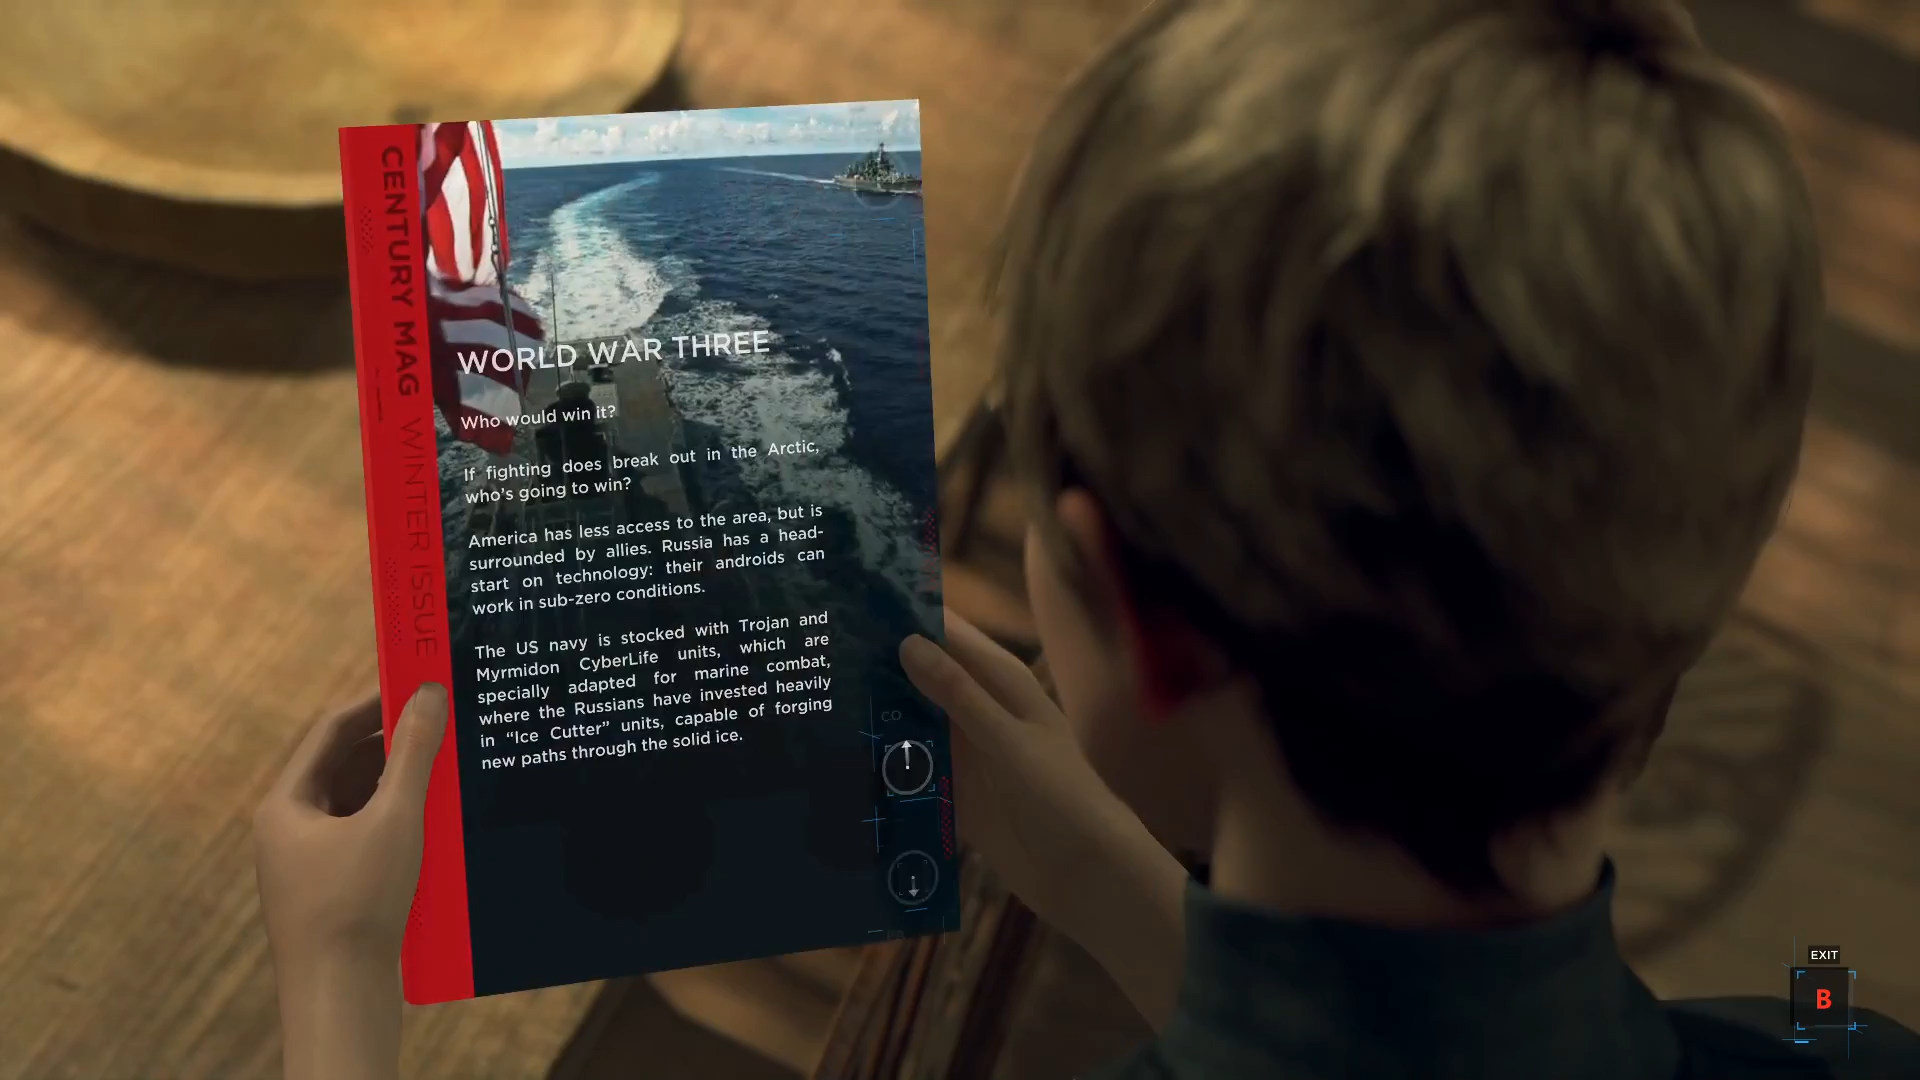 CENTURY MAG WINTER ISSUE
WORLD WAR THREE
Who would win it?
If fighting does break out in the Arctic,
who's going to win?
America has less access to the area, but is
surrounded by allies. Russia has a head-
start on technology: their androids can
work in sub-zero conditions.
The US navy is stocked with Trojan and
Myrmidon CyberLife units, which are
specially adapted for marine combat,
where the Russians have invested heavily
in “Ice Cutter” units, capable of forging
new paths through the solid ice.
CO
EXIT
B